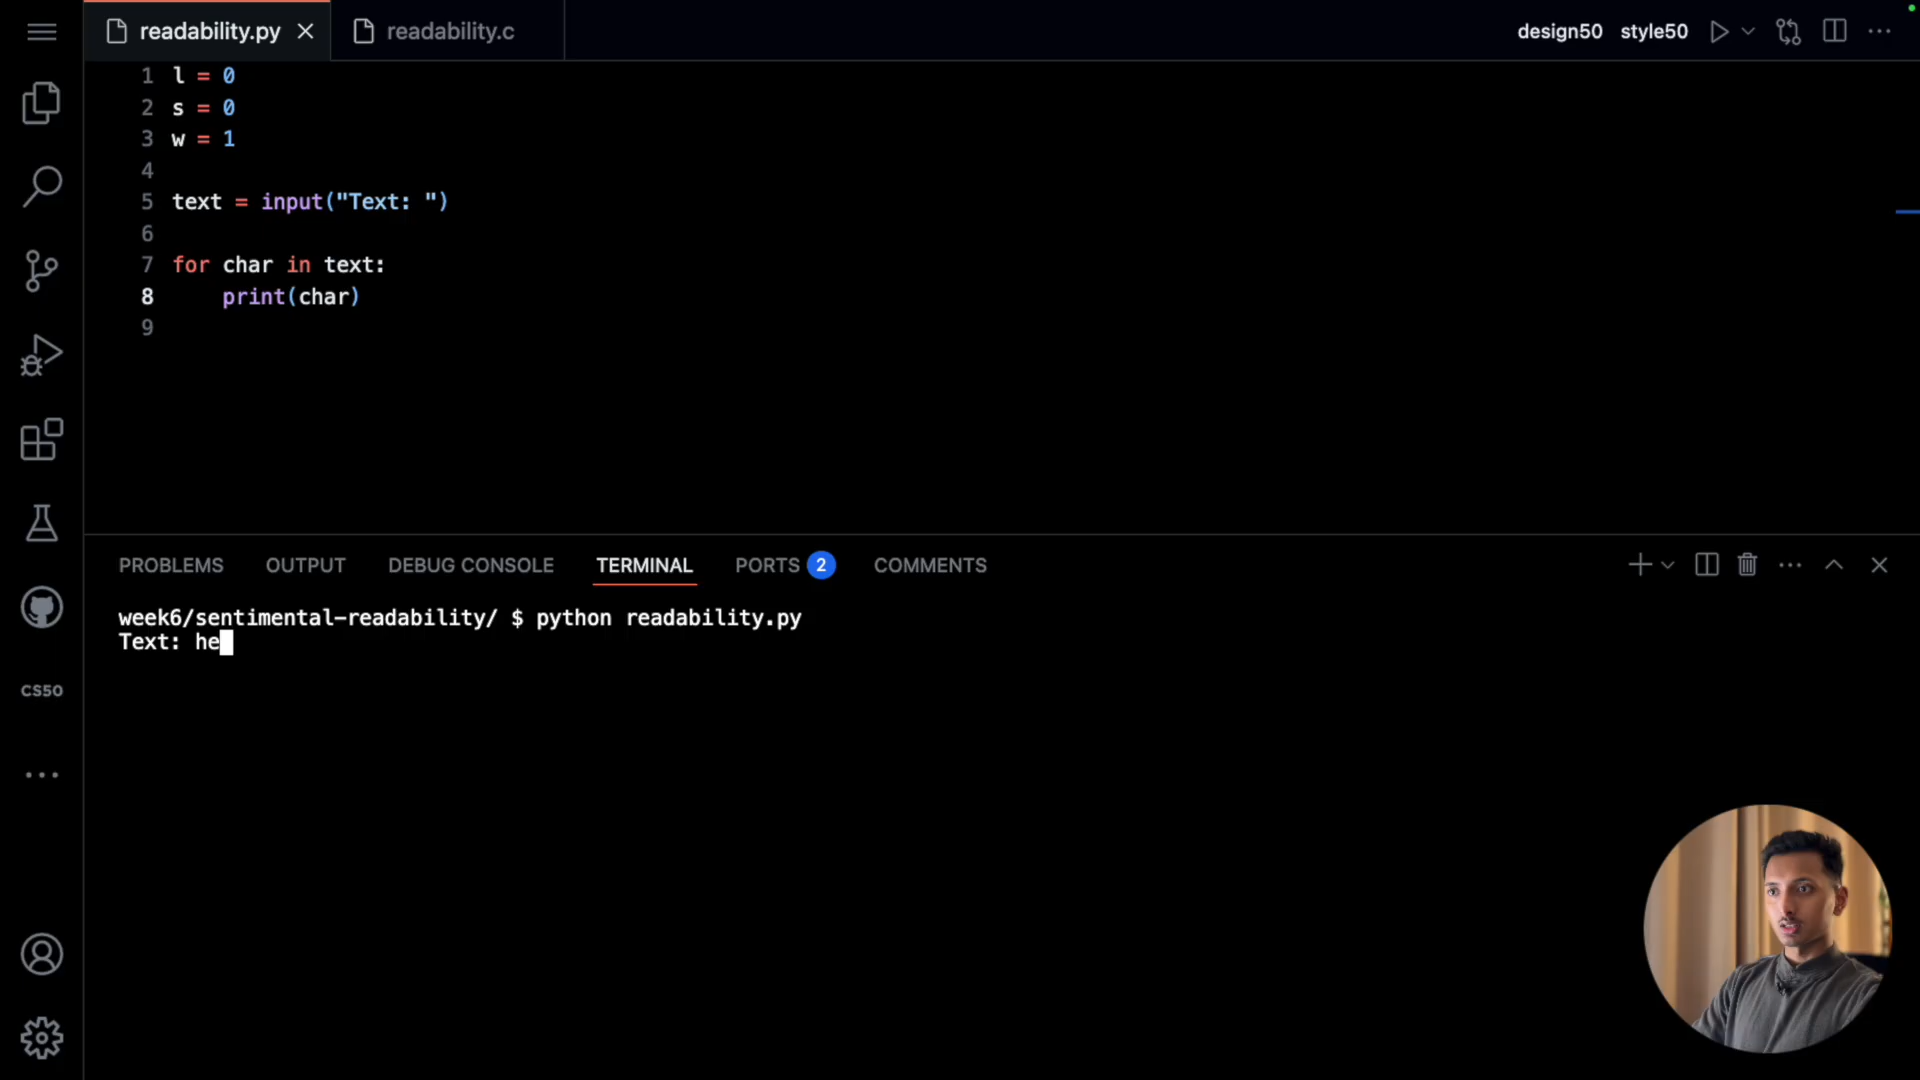 readability.py
readability.c
design50 style50
1 l = 0
2 s = 0
3 w = 1
4
5 text = input("Text: ")
6
7 for char in text:
8 print(char)
9
PROBLEMS OUTPUT DEBUG CONSOLE TERMINAL PORTS 2 COMMENTS
week6/sentimental-readability/ $ python readability.py
Text: he
CS50